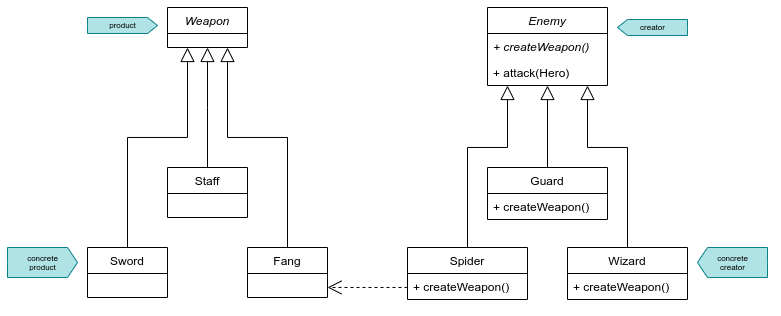 product
Weapon
Enemy
+ createWeapon()
+ attack(Hero)
creator
Staff
Guard
+ createWeapon()
concrete
product
Sword
Fang
Spider
+ createWeapon()
Wizard
+ createWeapon()
concrete
creator